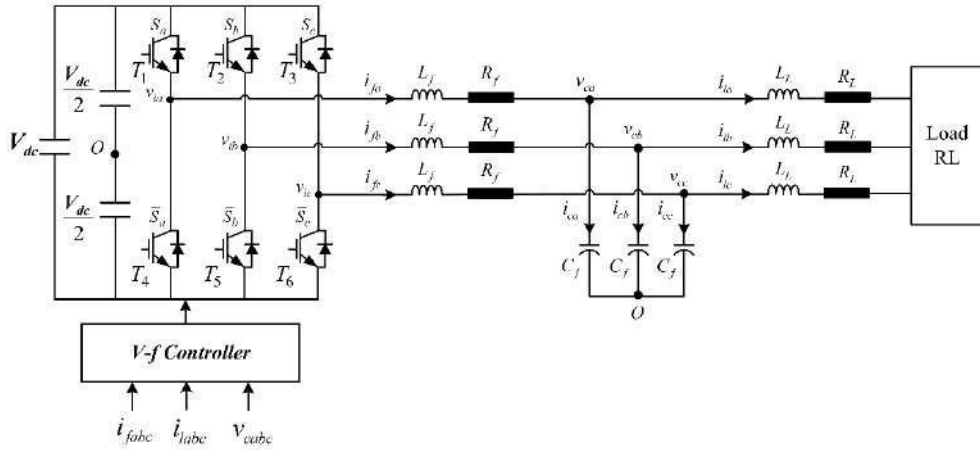 S_a S_b S_c
T_1 T_2 T_3
V_dc/2
v_ia
i_fa L_f R_f v_ca i_la L_L R_L
V_dc
O
v_ib
i_fb L_f R_f v_cb i_lb L_L R_L
Load
RL
v_ic
i_fc L_f R_f v_cc i_lc L_L R_L
V_dc/2
S̅_a S̅_b S̅_c
i_ca i_cb i_cc
T_4 T_5 T_6
C_f C_f C_f
O
V-f Controller
i_fabc i_labc v_cabc